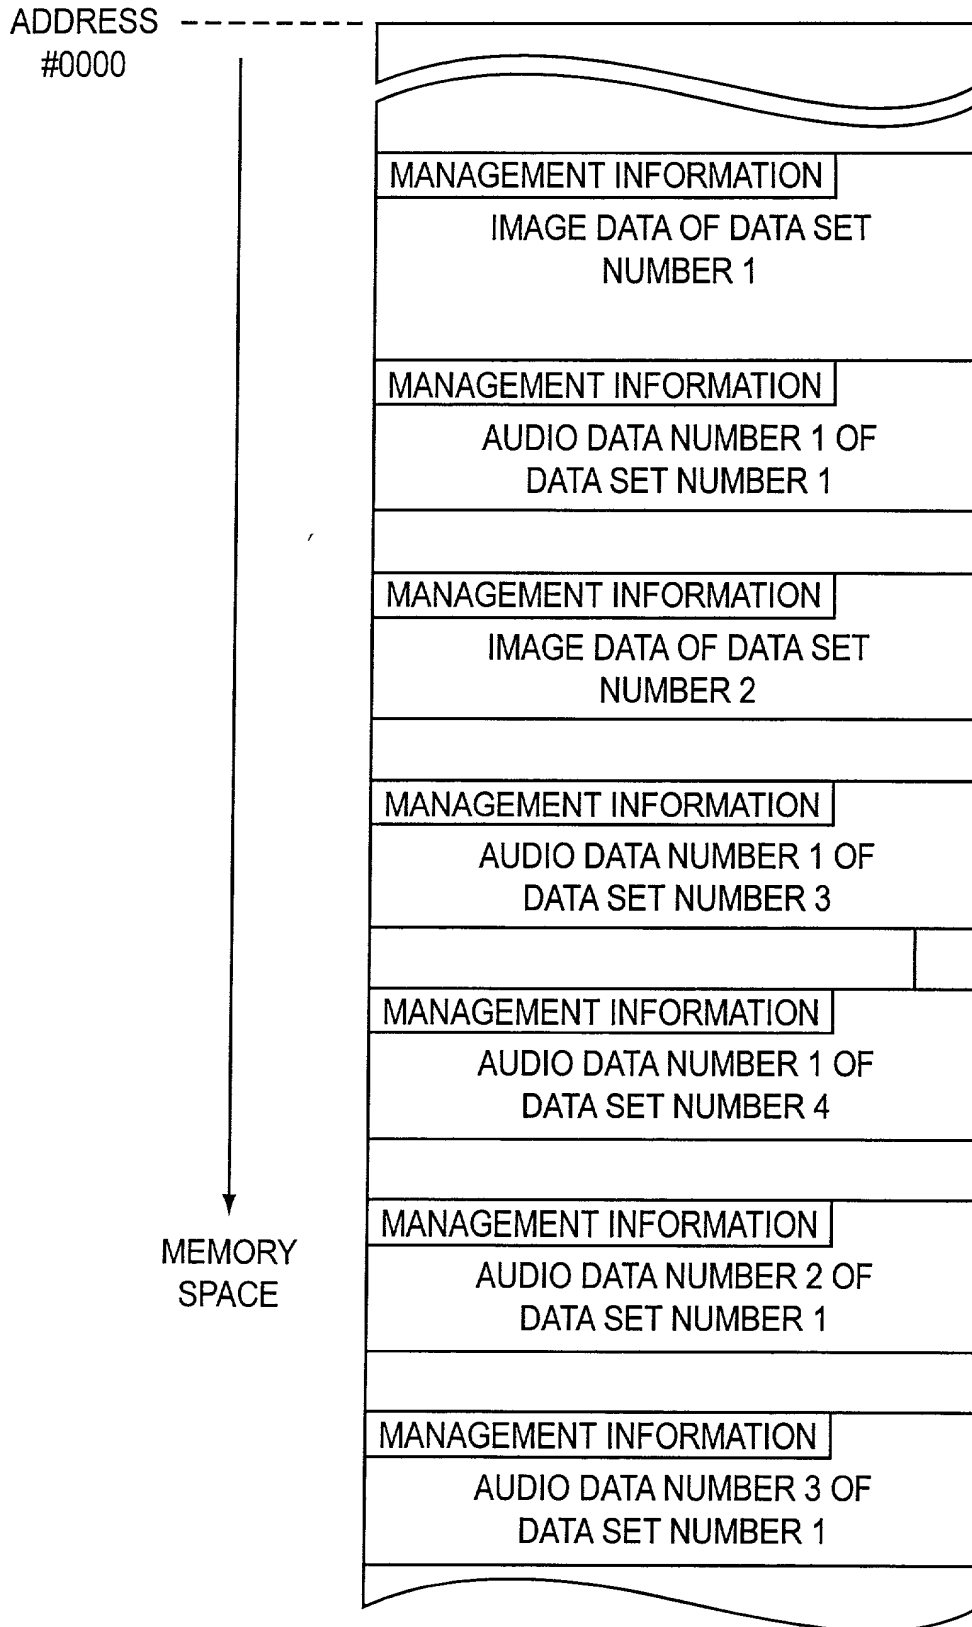 ADDRESS
#0000
MANAGEMENT INFORMATION
IMAGE DATA OF DATA SET
NUMBER 1
MANAGEMENT INFORMATION
AUDIO DATA NUMBER 1 OF
DATA SET NUMBER 1
MANAGEMENT INFORMATION
IMAGE DATA OF DATA SET
NUMBER 2
MANAGEMENT INFORMATION
AUDIO DATA NUMBER 1 OF
DATA SET NUMBER 3
MANAGEMENT INFORMATION
AUDIO DATA NUMBER 1 OF
DATA SET NUMBER 4
MANAGEMENT INFORMATION
AUDIO DATA NUMBER 2 OF
DATA SET NUMBER 1
MEMORY
SPACE
MANAGEMENT INFORMATION
AUDIO DATA NUMBER 3 OF
DATA SET NUMBER 1